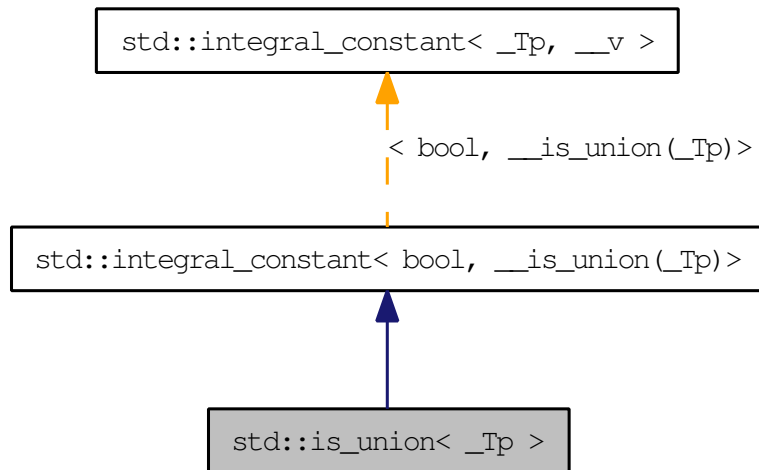 std::integral_constant< _Tp, __v >
< bool, __is_union(_Tp)>
std::integral_constant< bool, __is_union(_Tp)>
std::is_union< _Tp >